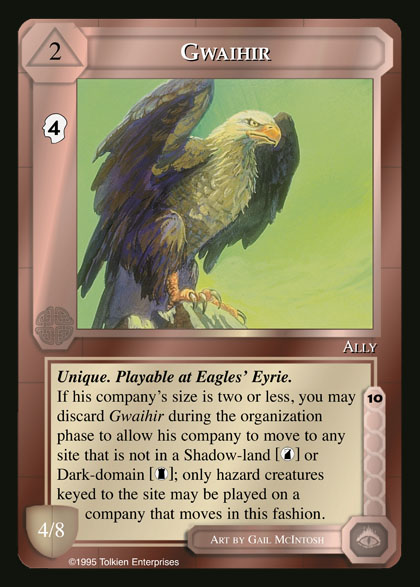 2
GWAIHIR
4
ALLY
Unique. Playable at Eagles' Eyrie.
If his company's size is two or less, you may
discard Gwaihir during the organization
phase to allow his company to move to any
site that is not in a Shadow-land [] or
Dark-domain []; only hazard creatures
keyed to the site may be played on a
company that moves in this fashion.
10
4/8
ART BY GAIL MCINTOSH
©1995 Tolkien Enterprises